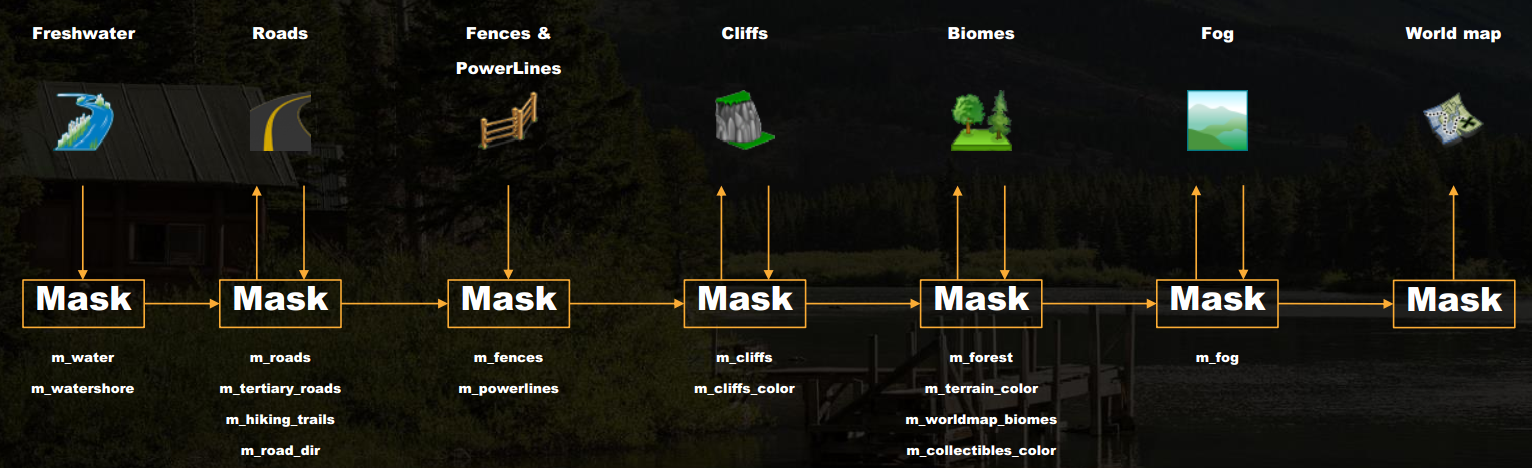 Freshwater
Roads
Fences &
PowerLines
Cliffs
Biomes
Fog
World map
Mask
Mask
Mask
Mask
Mask
Mask
Mask
m_water
m_watershore
m_roads
m_tertiary_roads
m_hiking_trails
m_road_dir
m_fences
m_powerlines
m_cliffs
m_cliffs_color
m_forest
m_terrain_color
m_worldmap_biomes
m_collectibles_color
m_fog